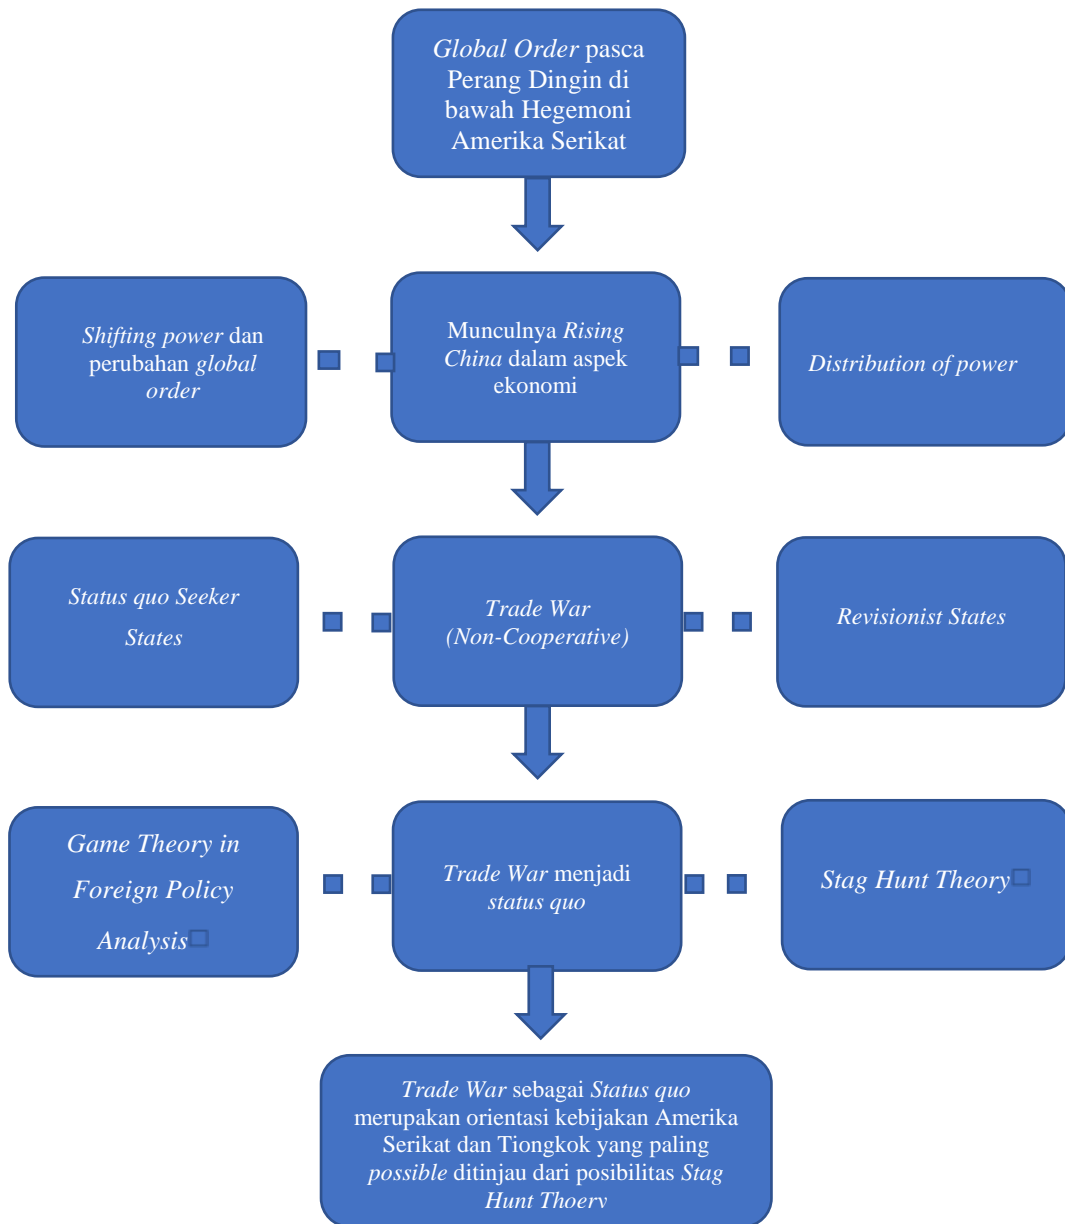 Global Order pasca
Perang Dingin di
bawah Hegemoni
Amerika Serikat
Shifting power dan
perubahan global
order
Munculnya Rising
China dalam aspek
ekonomi
Distribution of power
Status quo Seeker
States
Trade War
(Non-Cooperative)
Revisionist States
Game Theory in
Foreign Policy
Analysis
Trade War menjadi
status quo
Stag Hunt Theory
Trade War sebagai Status quo
merupakan orientasi kebijakan Amerika
Serikat dan Tiongkok yang paling
possible ditinjau dari posibilitas Stag
Hunt Thoery